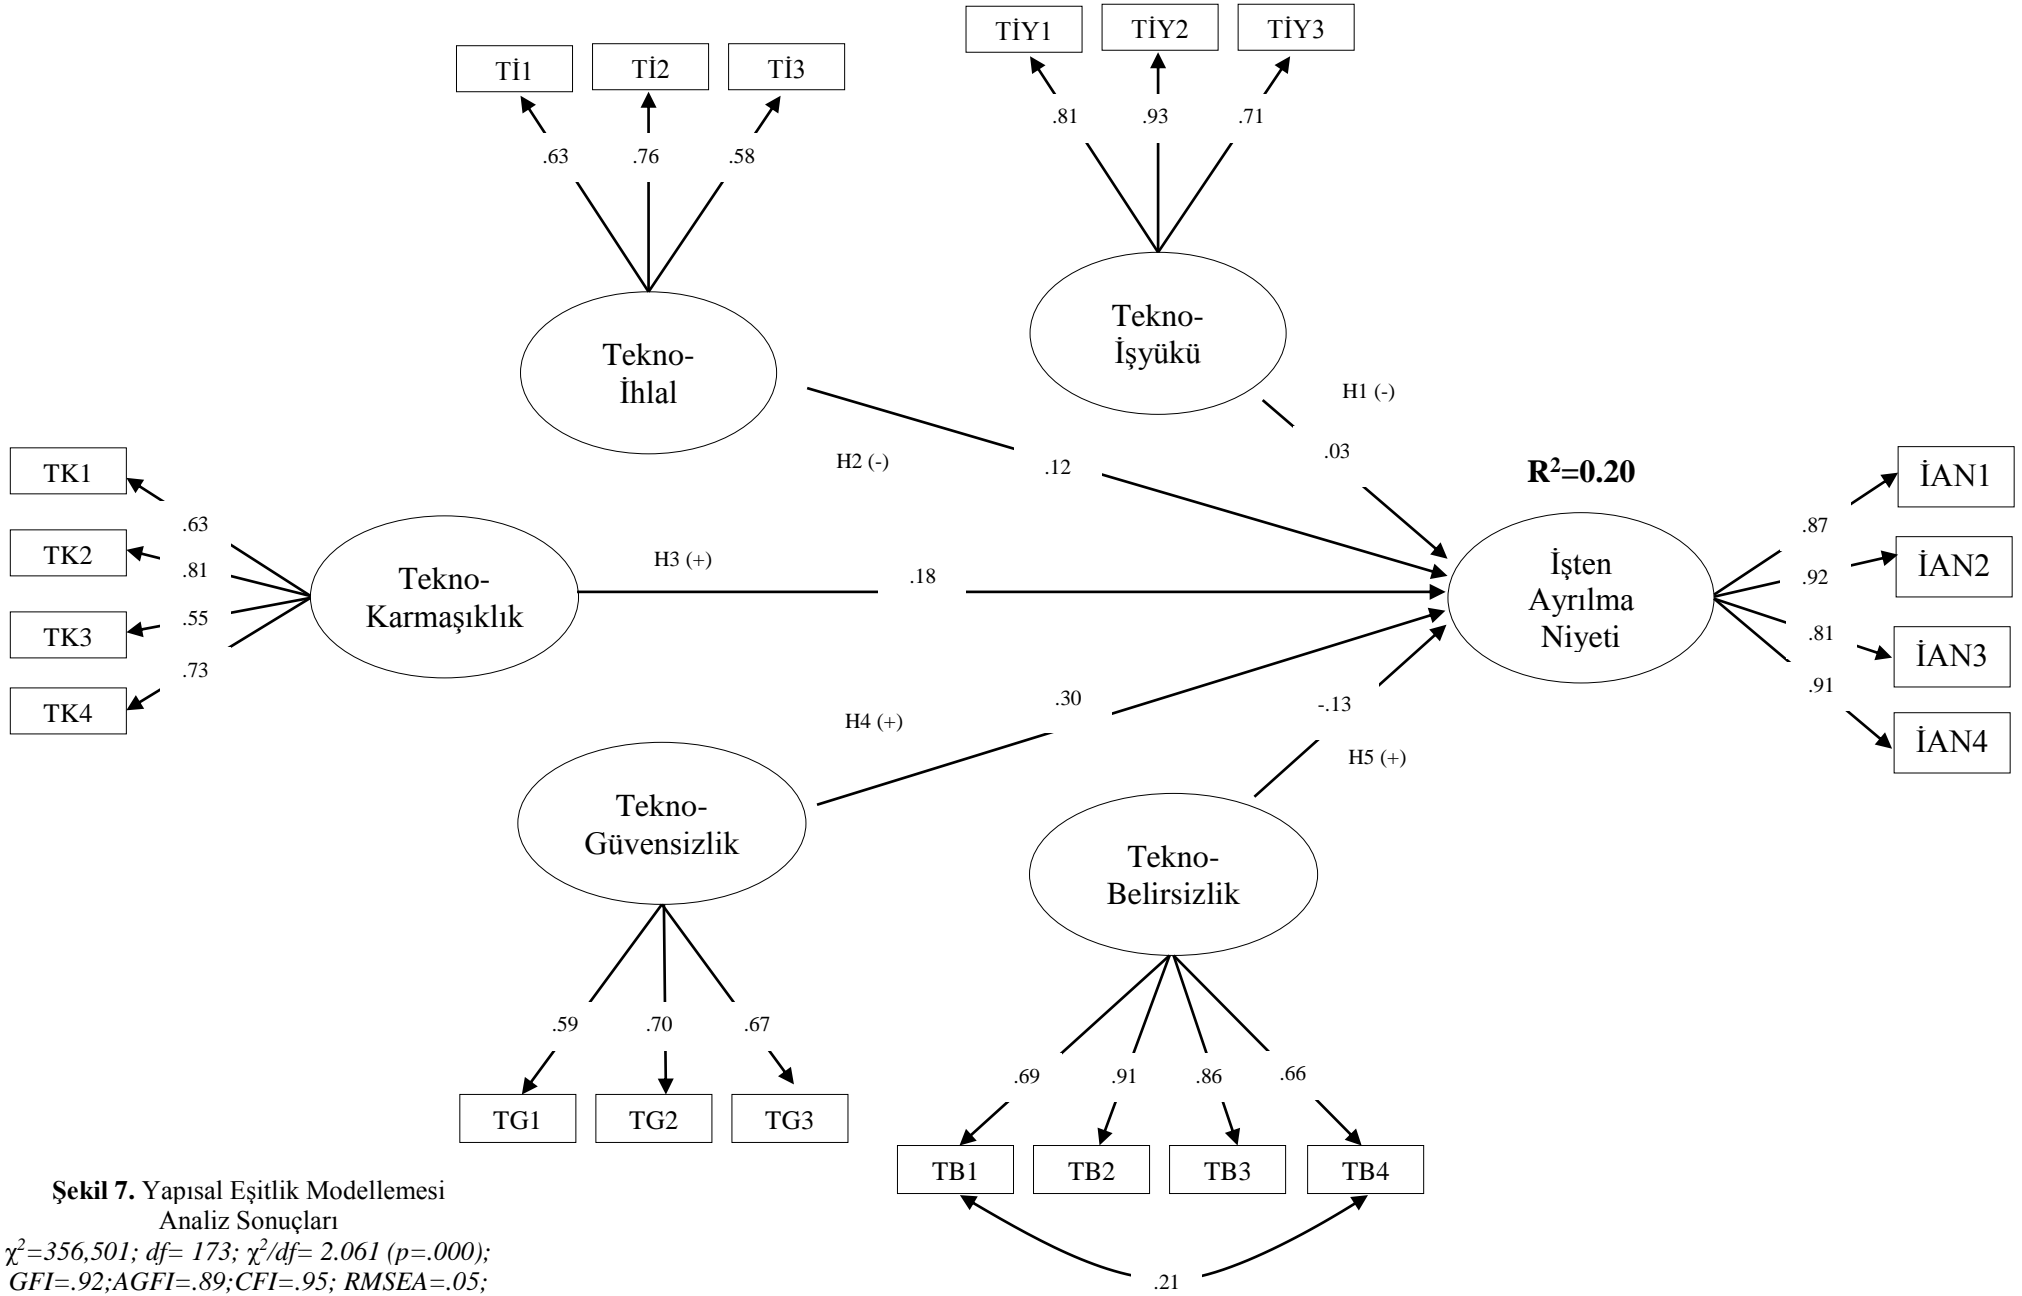 TİY1 TİY2 TİY3
Tİ1 Tİ2 Tİ3
.81 .93 .71
.63 .76 .58
Tekno-
İşyükü
Tekno-
İhlal
H1 (-)
.03
H2 (-)
.12
R²=0.20
TK1
TK2
TK3
TK4
.63
.81
.55
.73
Tekno-
Karmaşıklık
H3 (+)
.18
İşten
Ayrılma
Niyeti
.87
.92
.81
.91
İAN1
İAN2
İAN3
İAN4
.30
H4 (+)
-.13
H5 (+)
Tekno-
Güvensizlik
Tekno-
Belirsizlik
.59 .70 .67
TG1 TG2 TG3
.69 .91 .86 .66
TB1 TB2 TB3 TB4
.21
Şekil 7. Yapısal Eşitlik Modellemesi
Analiz Sonuçları
χ²=356,501; df= 173; χ²/df= 2.061 (p=.000);
GFI=.92;AGFI=.89;CFI=.95; RMSEA=.05;